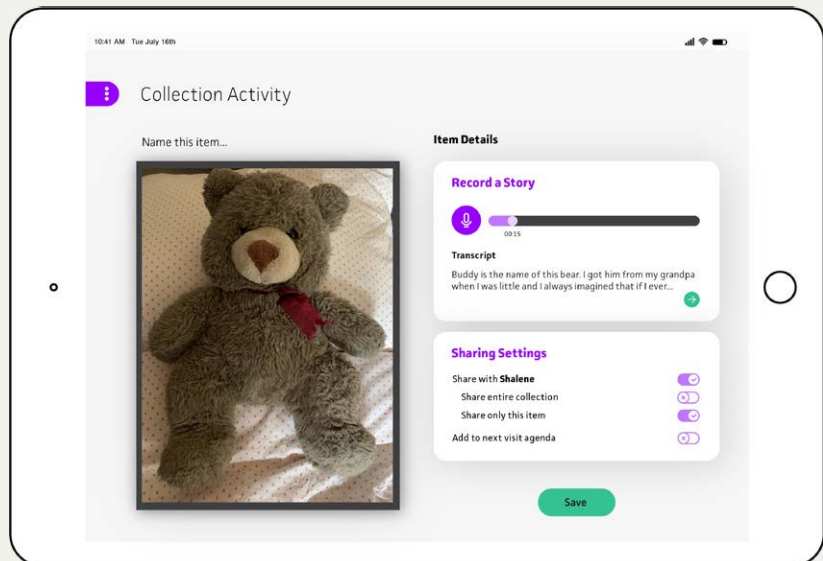 10:41 AM Tue July 16th
Collection Activity
Name this item...
Item Details
Record a Story
00:15
Transcript
Buddy is the name of this bear. I got him from my grandpa
when I was little and I always imagined that if I ever...
Sharing Settings
Share with Shalene
Share entire collection
Share only this item
Add to next visit agenda
Save